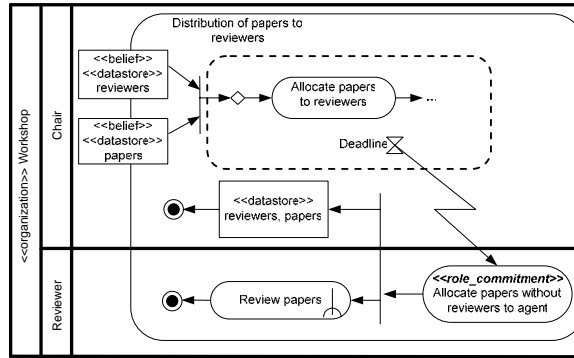 <<organization>> Workshop
Chair
Reviewer
Distribution of papers to
reviewers
<<belief>>
<<datastore>>
reviewers
<<belief>>
<<datastore>>
papers
Allocate papers
to reviewers
...
Deadline
<<datastore>>
reviewers, papers
Review papers
<<role_commitment>>
Allocate papers without
reviewers to agent